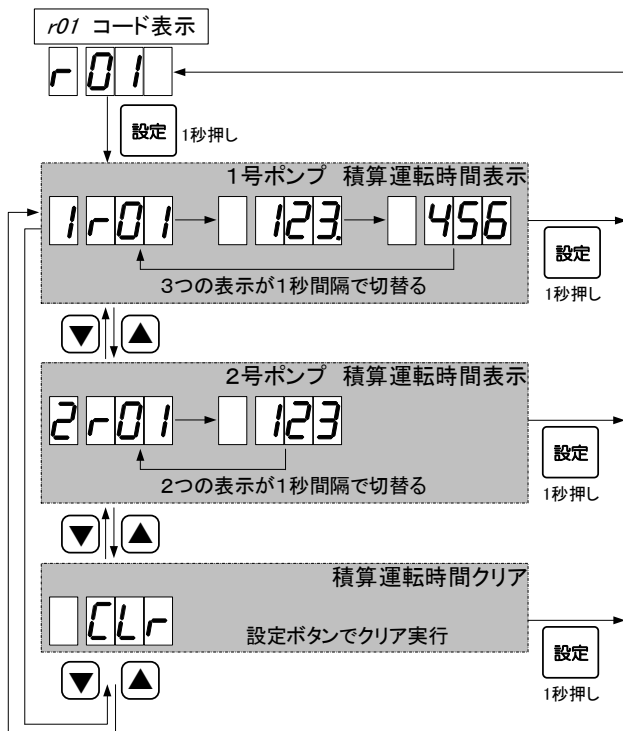 r01 コード表示
r 01
設定 1秒押し
1号ポンプ 積算運転時間表示
1 r01 123. 456
3つの表示が1秒間隔で切替る
設定
1秒押し
▼ ▲
2号ポンプ 積算運転時間表示
2 r01 123
2つの表示が1秒間隔で切替る
設定
1秒押し
▼ ▲
積算運転時間クリア
CLr
設定ボタンでクリア実行
設定
1秒押し
▼ ▲